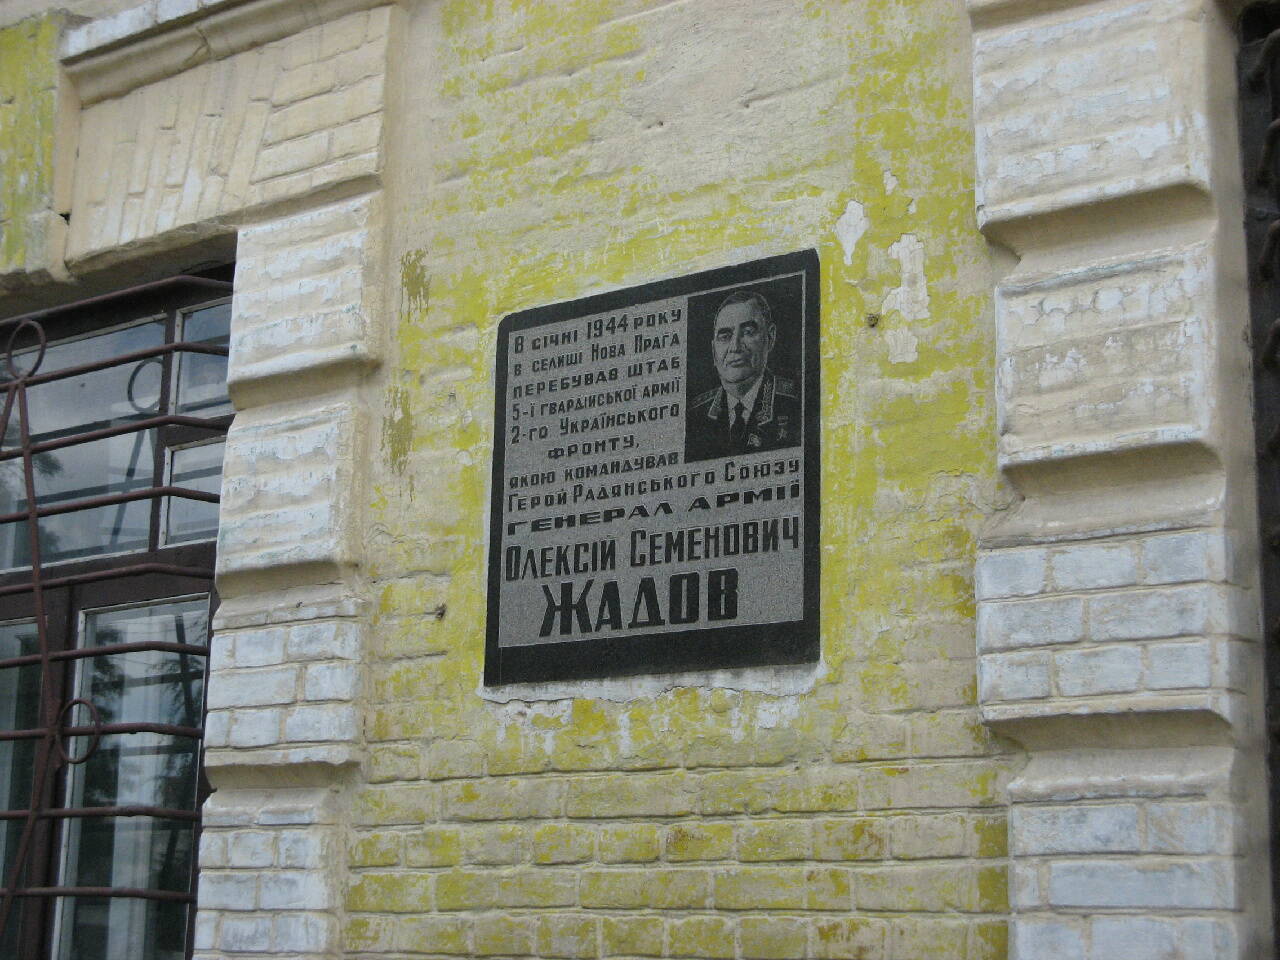 В січні 1944 року
в селищі Нова Прага
перебував штаб
5-ї гвардійської армії
2-го Українського
фронту,
якою командував
Герой Радянського Союзу
генерал армії
Олексій Семенович
ЖАДОВ